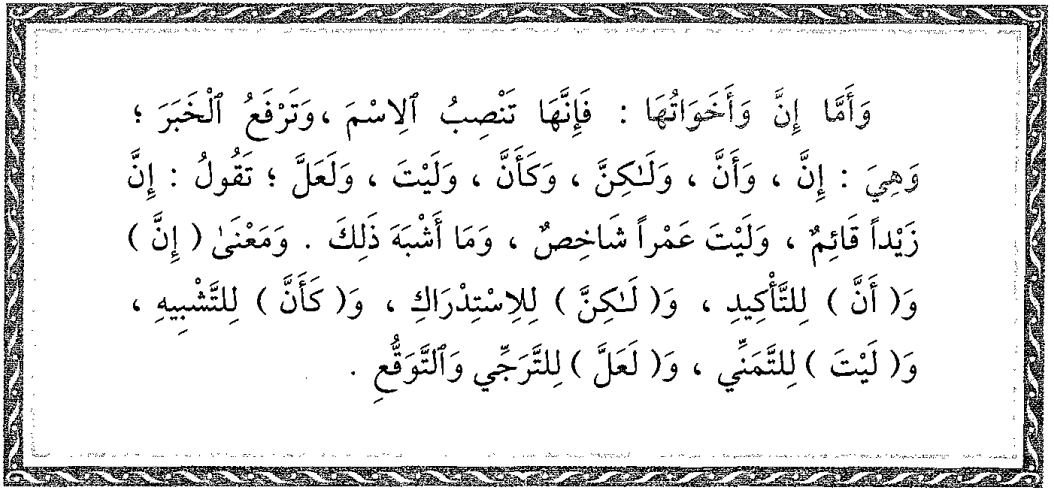 وَأَمَّا إِنَّ وَأَخَوَاتُهَا : فَإِنَّهَا تَنْصِبُ ٱلِاسْمَ ، وَتَرْفَعُ ٱلْخَبَرَ ؛
وَهِيَ : إِنَّ ، وَأَنَّ ، وَلَـٰكِنَّ ، وَكَأَنَّ ، وَلَيْتَ ، وَلَعَلَّ ؛ تَقُولُ : إِنَّ
زَيْداً قَائِمٌ ، وَلَيْتَ عَمْراً شَاخِصٌ ، وَمَا أَشْبَهَ ذَلِكَ . وَمَعْنَىٰ ( إِنَّ )
وَ( أَنَّ ) لِلتَّأْكِيدِ ، وَ( لَـٰكِنَّ ) لِلِاسْتِدْرَاكِ ، وَ( كَأَنَّ ) لِلتَّشْبِيهِ ،
وَ( لَيْتَ ) لِلتَّمَنِّي ، وَ( لَعَلَّ ) لِلتَّرَجِّي وَٱلتَّوَقُّعِ .